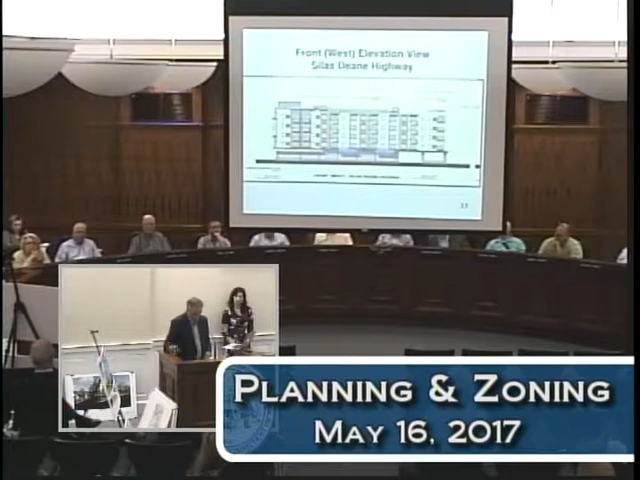 Front (West) Elevation View
Silas Deane Highway
PLANNING & ZONING
MAY 16, 2017